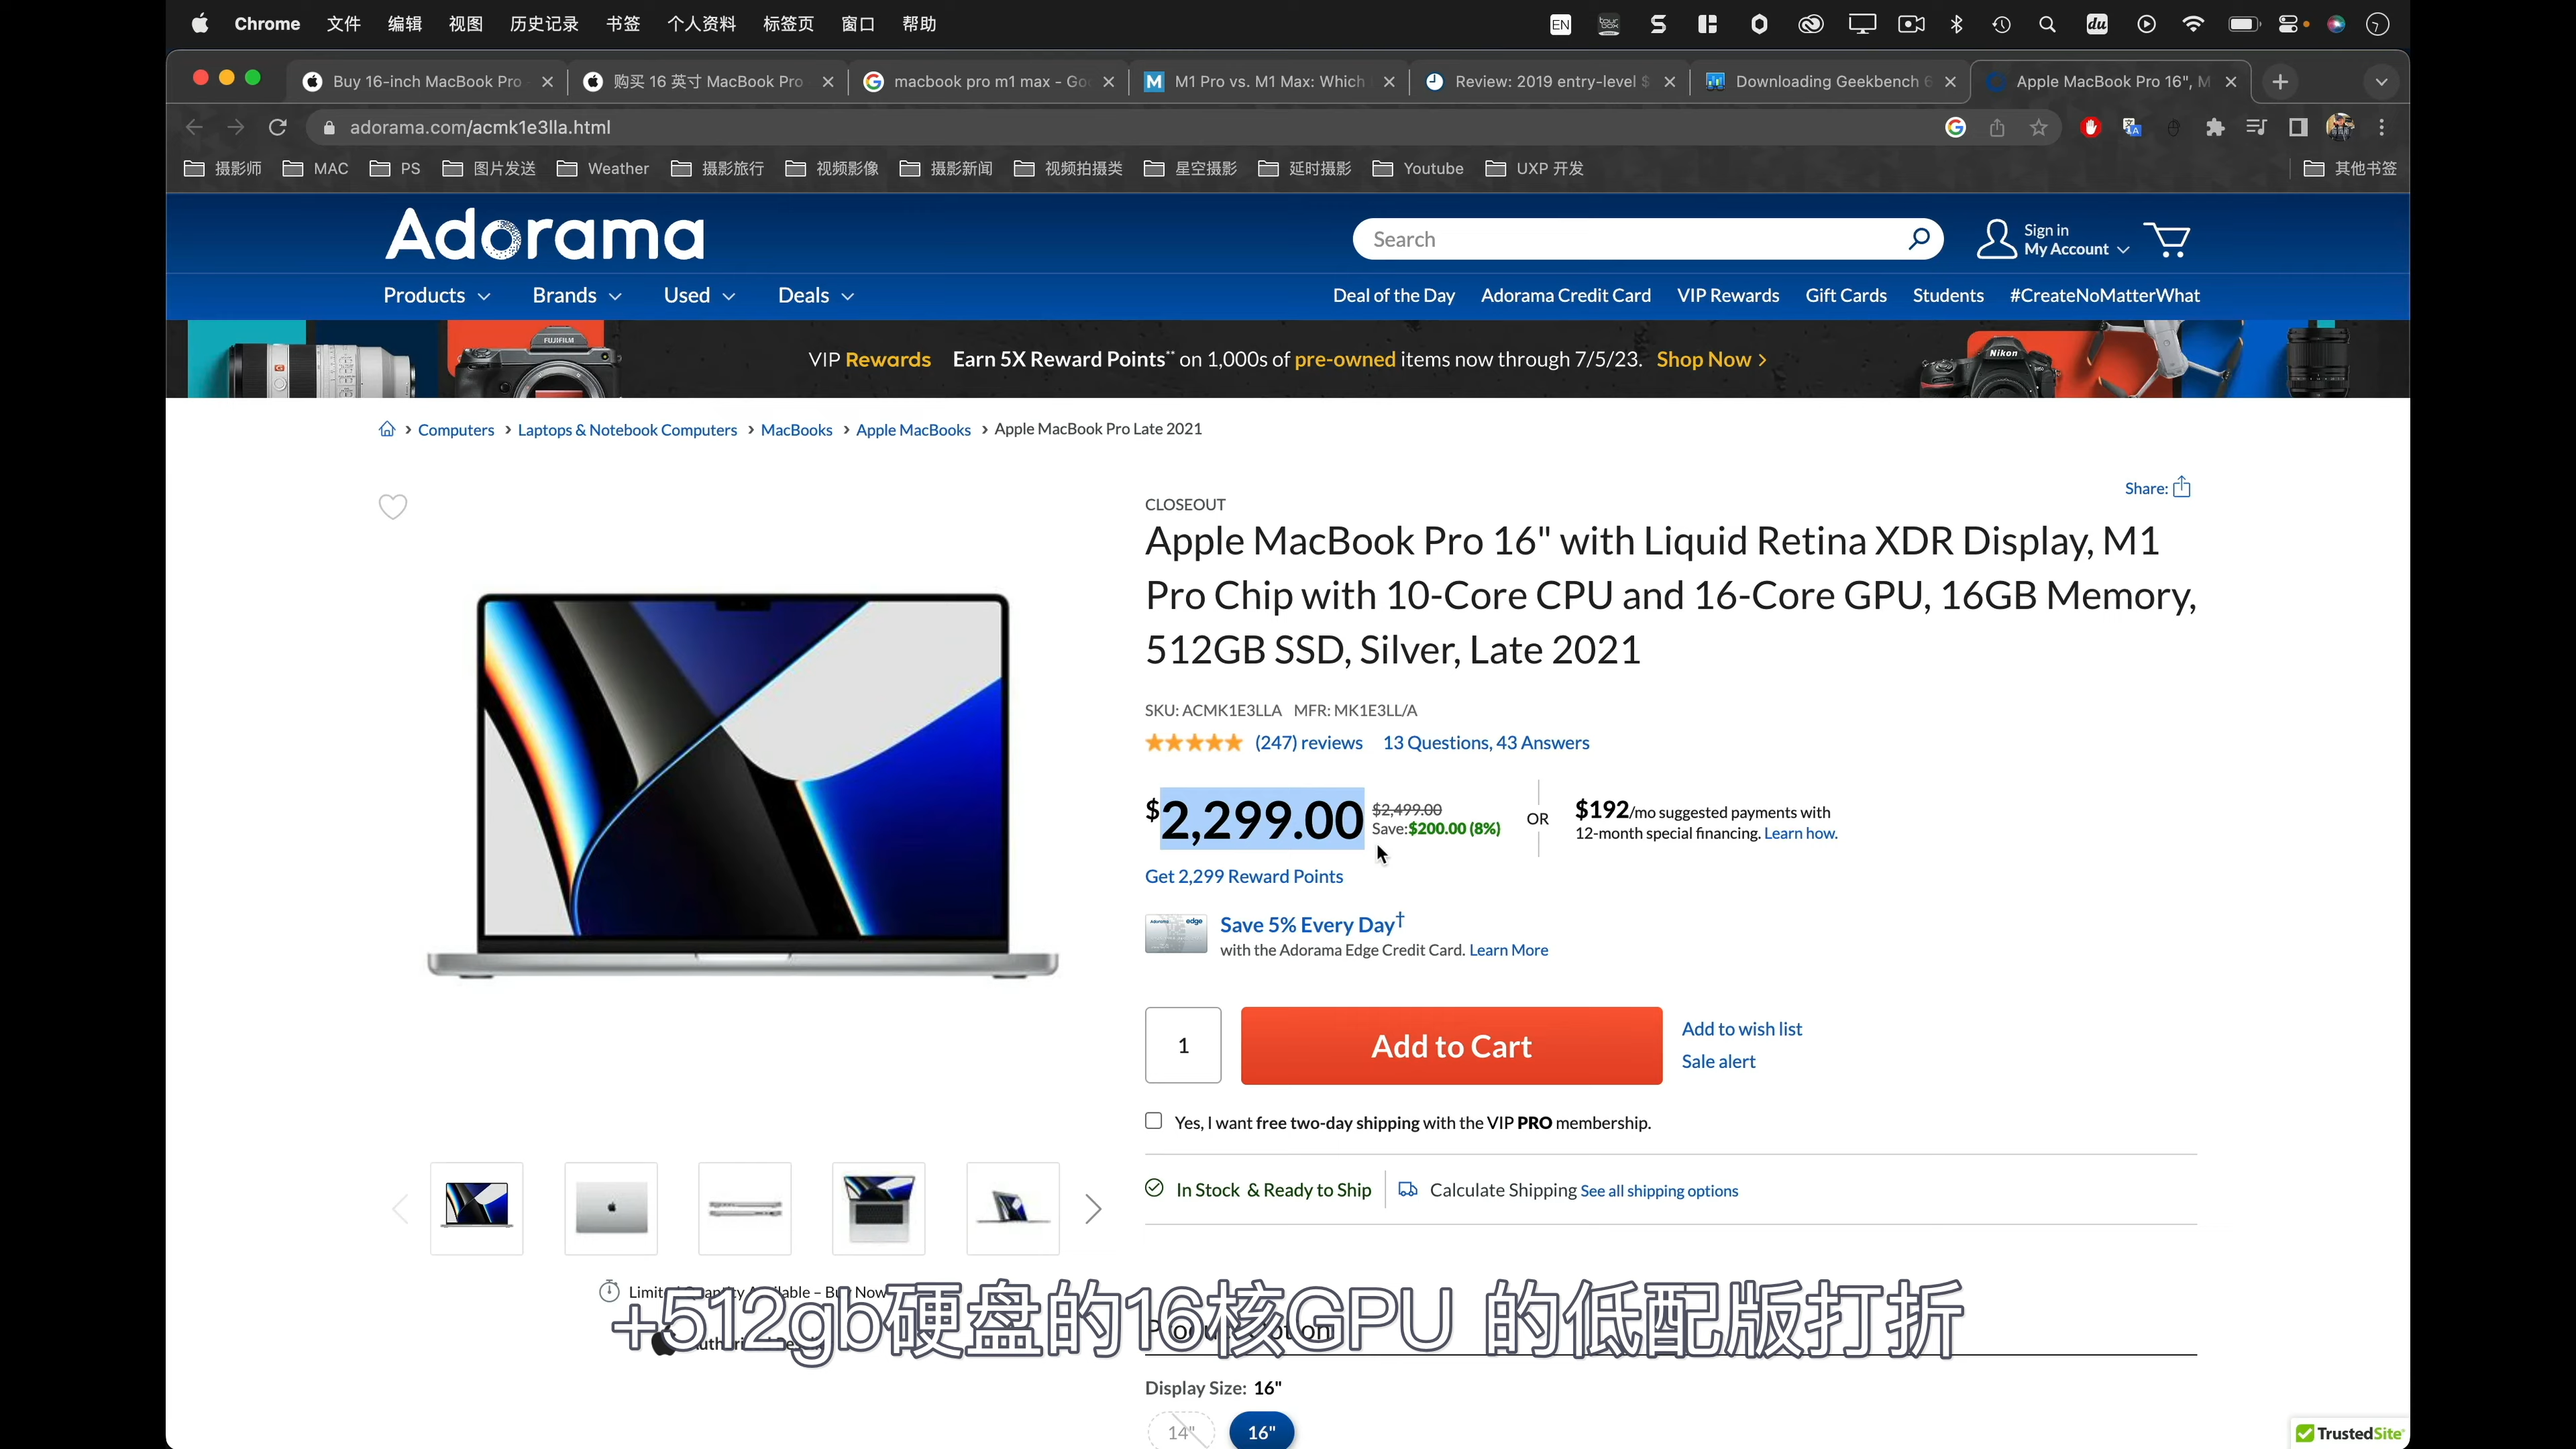 Chrome 文件 编辑 视图 历史记录 书签 个人资料 标签页 窗口 帮助
EN
Buy 16-inch MacBook Pro
购买 16 英寸 MacBook Pro
macbook pro m1 max - Go
M1 Pro vs. M1 Max: Which
Review: 2019 entry-level $
Downloading Geekbench 6
Apple MacBook Pro 16", M
adorama.com/acmk1e3lla.html
摄影师 MAC PS 图片发送 Weather 摄影旅行 视频影像 摄影新闻 视频拍摄类 星空摄影 延时摄影 Youtube UXP 开发 其他书签
Adorama
Search
Sign in
My Account
Products Brands Used Deals
Deal of the Day Adorama Credit Card VIP Rewards Gift Cards Students #CreateNoMatterWhat
FUJIFILM
VIP Rewards Earn 5X Reward Points** on 1,000s of pre-owned items now through 7/5/23. Shop Now >
Nikon
> Computers > Laptops & Notebook Computers > MacBooks > Apple MacBooks > Apple MacBook Pro Late 2021
Share:
CLOSEOUT
Apple MacBook Pro 16" with Liquid Retina XDR Display, M1
Pro Chip with 10-Core CPU and 16-Core GPU, 16GB Memory,
512GB SSD, Silver, Late 2021
SKU: ACMK1E3LLA MFR: MK1E3LL/A
(247) reviews 13 Questions, 43 Answers
$2,299.00
$2,499.00
Save:$200.00 (8%)
OR
$192/mo suggested payments with
12-month special financing. Learn how.
Get 2,299 Reward Points
edge
Save 5% Every Day†
with the Adorama Edge Credit Card. Learn More
1
Add to Cart
Add to wish list
Sale alert
Yes, I want free two-day shipping with the VIP PRO membership.
In Stock & Ready to Ship
Calculate Shipping See all shipping options
+512gb硬盘的16核GPU 的低配版打折
Display Size: 16"
14"
16"
TrustedSite